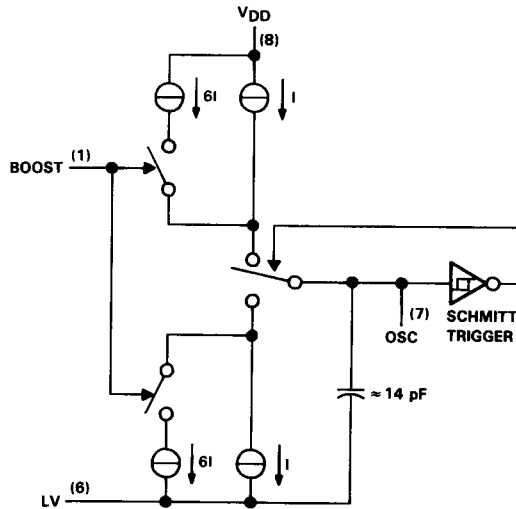 VDD
(8)
6I
I
BOOST
(1)
(7)
OSC
SCHMITT
TRIGGER
≈ 14 pF
6I
I
LV
(6)